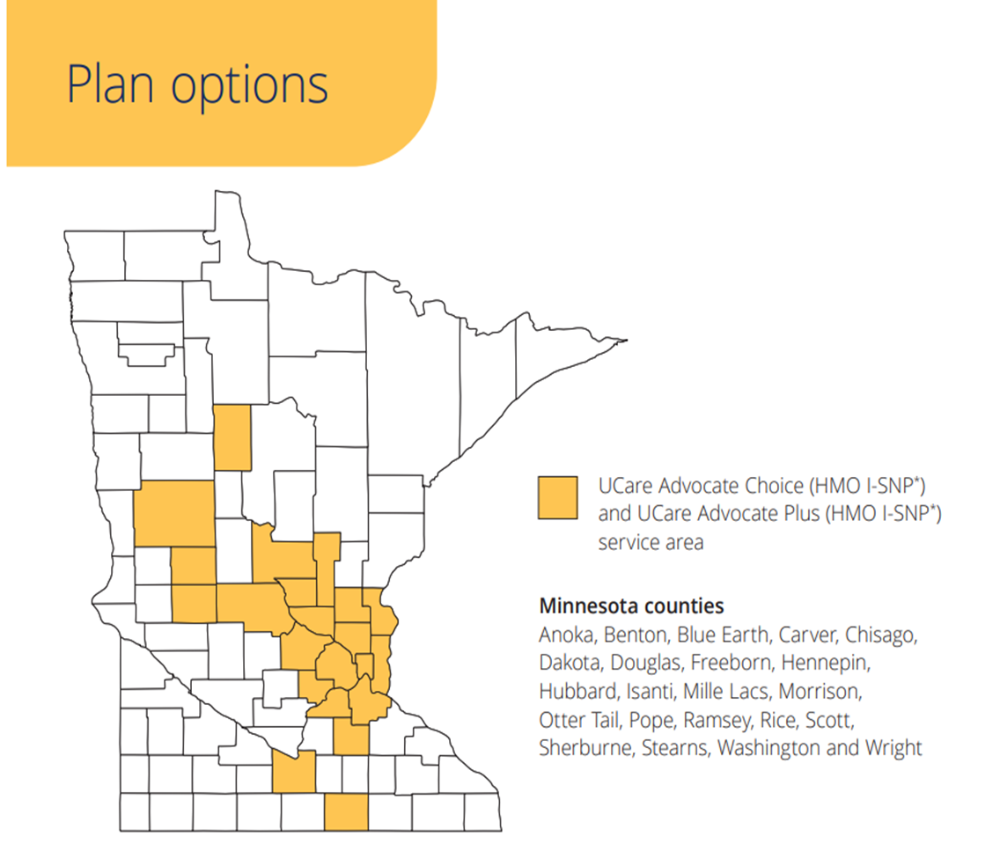 Plan options
UCare Advocate Choice (HMO I-SNP*)
and UCare Advocate Plus (HMO I-SNP*)
service area
Minnesota counties
Anoka, Benton, Blue Earth, Carver, Chisago,
Dakota, Douglas, Freeborn, Hennepin,
Hubbard, Isanti, Mille Lacs, Morrison,
Otter Tail, Pope, Ramsey, Rice, Scott,
Sherburne, Stearns, Washington and Wright